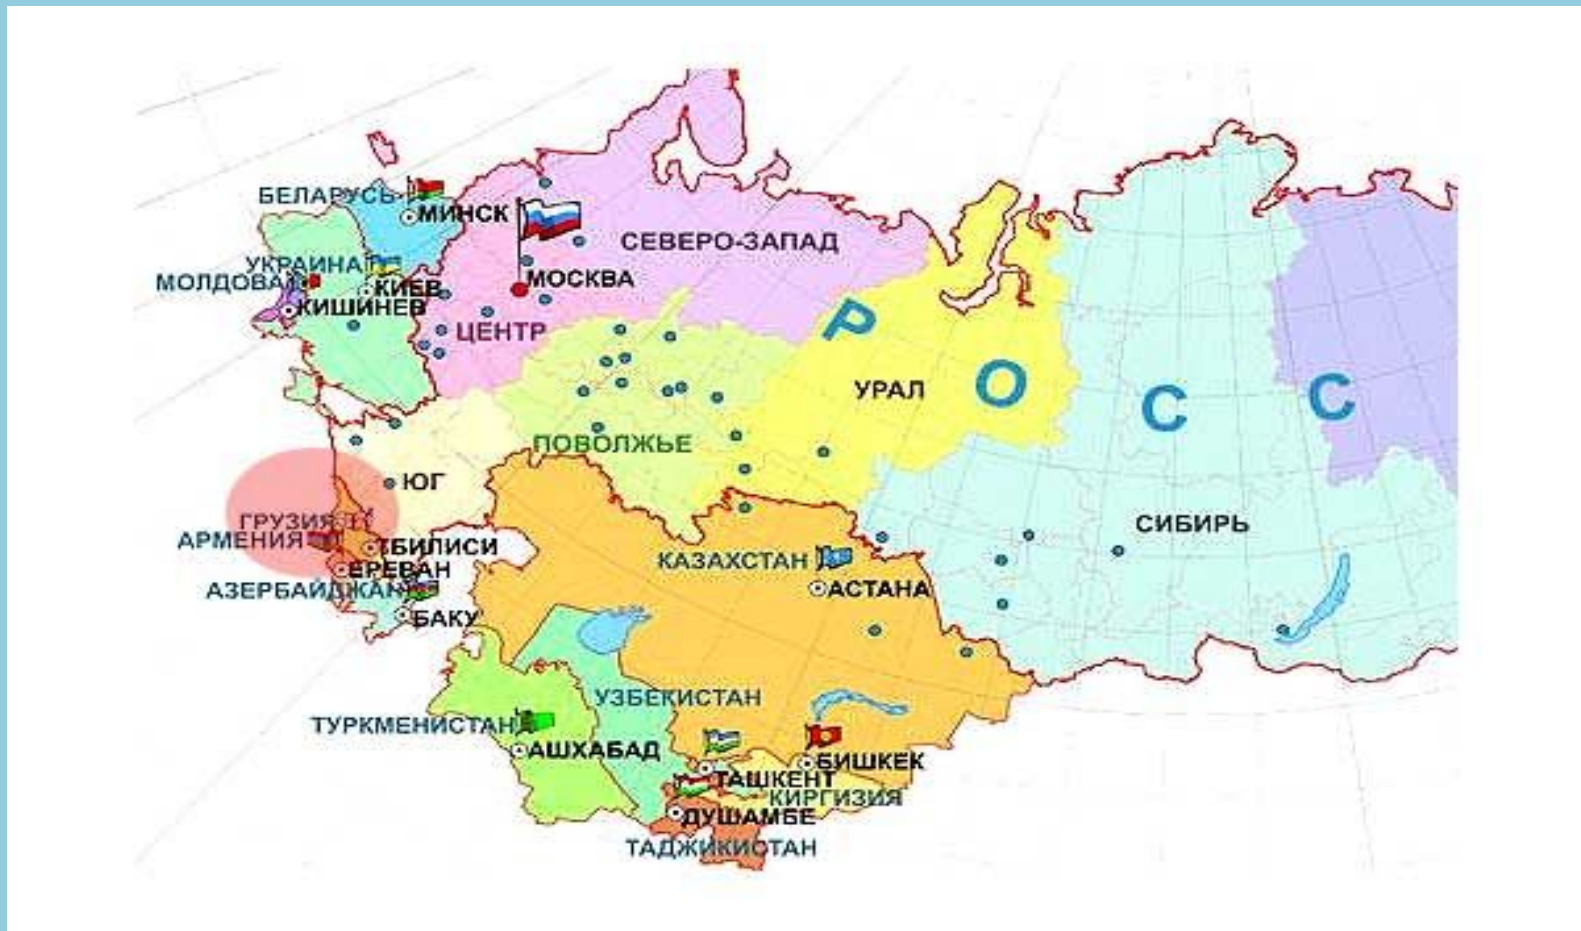 БЕЛАРУСЬ
МИНСК
СЕВЕРО-ЗАПАД
УКРАИНА
МОЛДОВА
КИЕВ
МОСКВА
КИШИНЕВ
ЦЕНТР
Р О С С
УРАЛ
ПОВОЛЖЬЕ
ЮГ
ГРУЗИЯ
СИБИРЬ
АРМЕНИЯ
ТБИЛИСИ
КАЗАХСТАН
ЕРЕВАН
АЗЕРБАЙДЖАН
АСТАНА
БАКУ
УЗБЕКИСТАН
ТУРКМЕНИСТАН
АШХАБАД
БИШКЕК
ТАШКЕНТ
КИРГИЗИЯ
ДУШАМБЕ
ТАДЖИКИСТАН